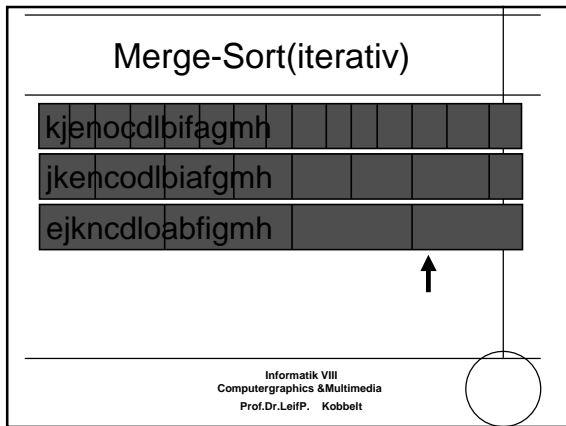 Merge-Sort(iterativ)
kjenocdlbifagmh
jkencodlbiafgmh
ejkncdloabfigmh
Informatik VIII
Computergraphics &Multimedia
Prof.Dr.LeifP. Kobbelt